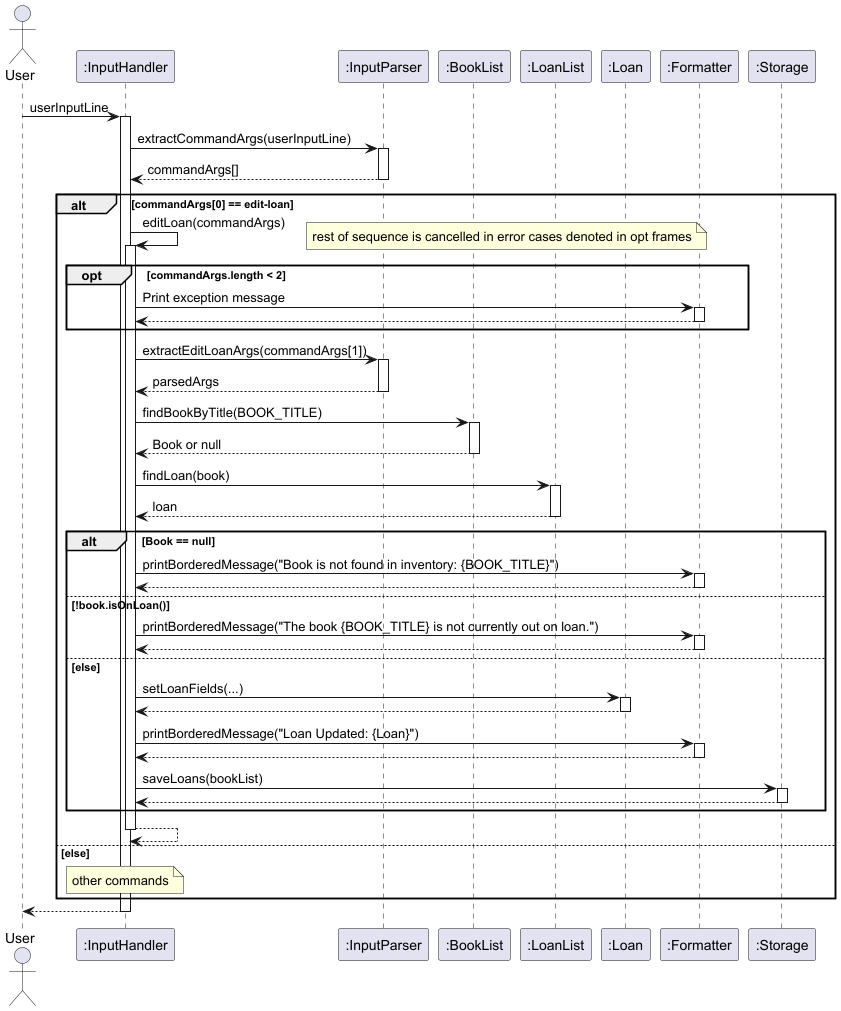 User
:InputHandler
:InputParser
:BookList
:LoanList
:Loan
:Formatter
:Storage
userInputLine
extractCommandArgs(userInputLine)
commandArgs[]
alt
[commandArgs[0] == edit-loan]
editLoan(commandArgs)
rest of sequence is cancelled in error cases denoted in opt frames
opt
[commandArgs.length < 2]
Print exception message
extractEditLoanArgs(commandArgs[1])
parsedArgs
findBookByTitle(BOOK_TITLE)
Book or null
findLoan(book)
loan
alt
[Book == null]
printBorderedMessage("Book is not found in inventory: {BOOK_TITLE}")
[!book.isOnLoan()]
printBorderedMessage("The book {BOOK_TITLE} is not currently out on loan.")
[else]
setLoanFields(...)
printBorderedMessage("Loan Updated: {Loan}")
saveLoans(bookList)
[else]
other commands
User
:InputHandler
:InputParser
:BookList
:LoanList
:Loan
:Formatter
:Storage